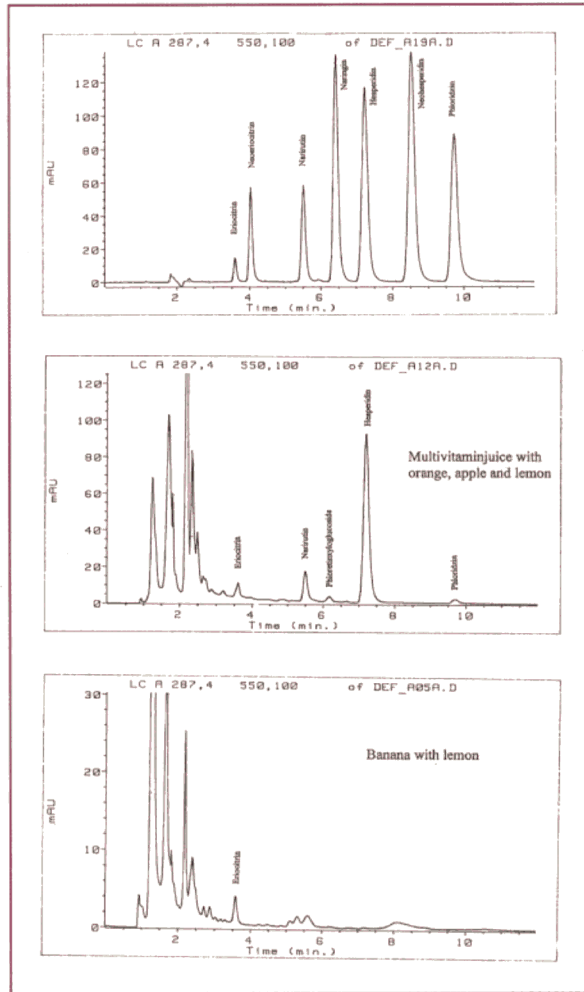 LC A 287,4 550,100 of DEF_A19A.D
mAU
120
100
80
60
40
20
0
Eriocitrin
Neoeriocitrin
Narirutin
Naringin
Hesperidin
Neohesperidin
Phloridzin
2
4
6
8
10
Time (min.)
LC A 287,4 550,100 of DEF_A12A.D
mAU
120
100
80
60
40
20
0
Eriocitrin
Narirutin
Phloretinxyloglucoside
Hesperidin
Phloridzin
Multivitaminjuice with
orange, apple and lemon
2
4
6
8
10
Time (min.)
LC A 287,4 550,100 of DEF_A05A.D
mAU
30
20
10
0
Eriocitrin
Banana with lemon
2
4
6
8
10
Time (min.)